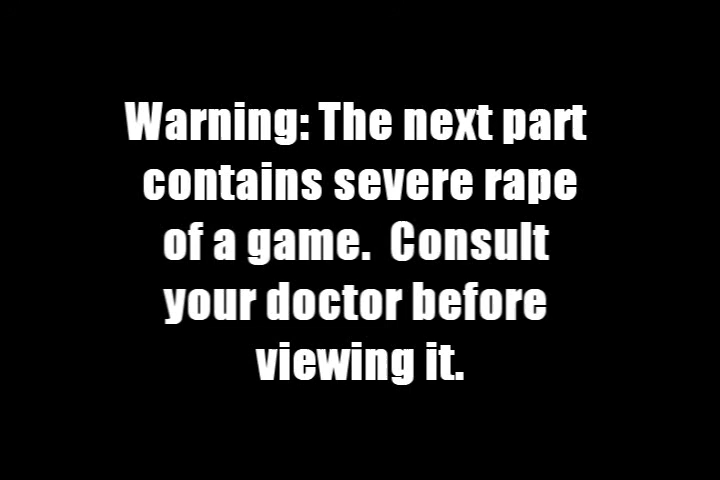 Warning: The next part
contains severe rape
of a game.  Consult
your doctor before
viewing it.